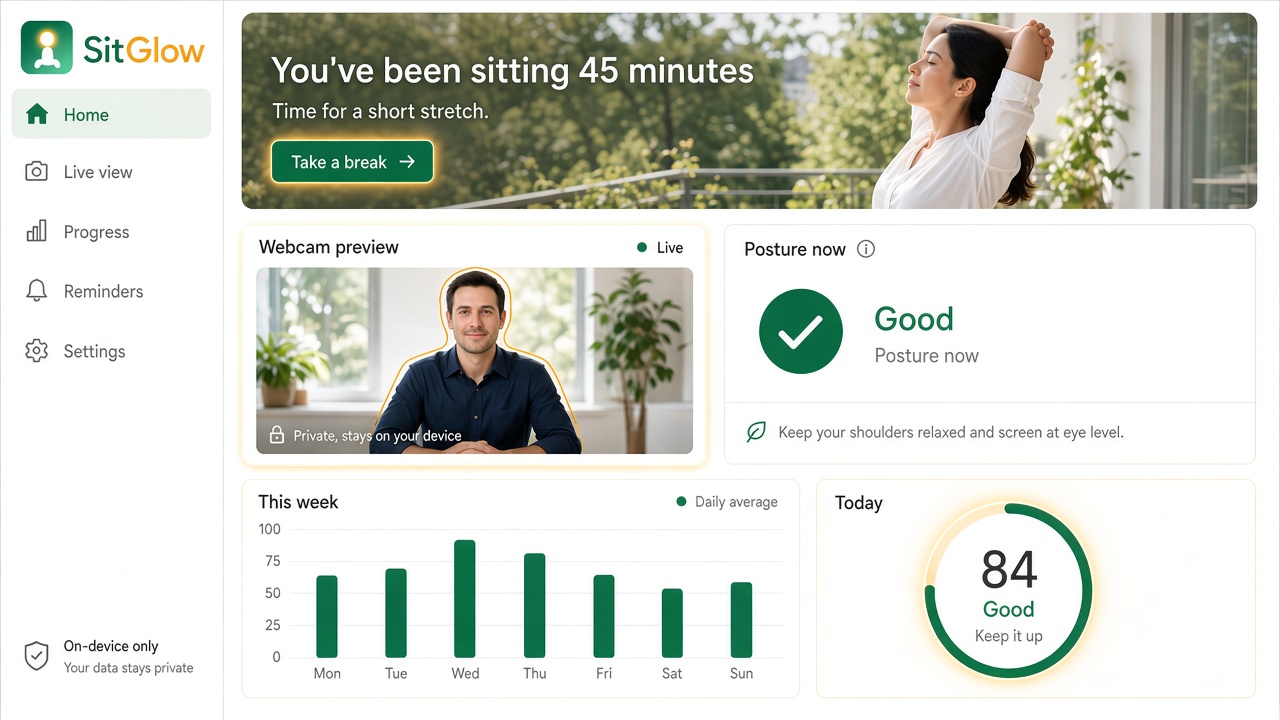 SitGlow
Home
Live view
Progress
Reminders
Settings
On-device only
Your data stays private
You've been sitting 45 minutes
Time for a short stretch.
Take a break →
Webcam preview
Live
Private, stays on your device
Posture now
Good
Posture now
Keep your shoulders relaxed and screen at eye level.
This week
Daily average
100
75
50
25
0
Mon Tue Wed Thu Fri Sat Sun
Today
84
Good
Keep it up